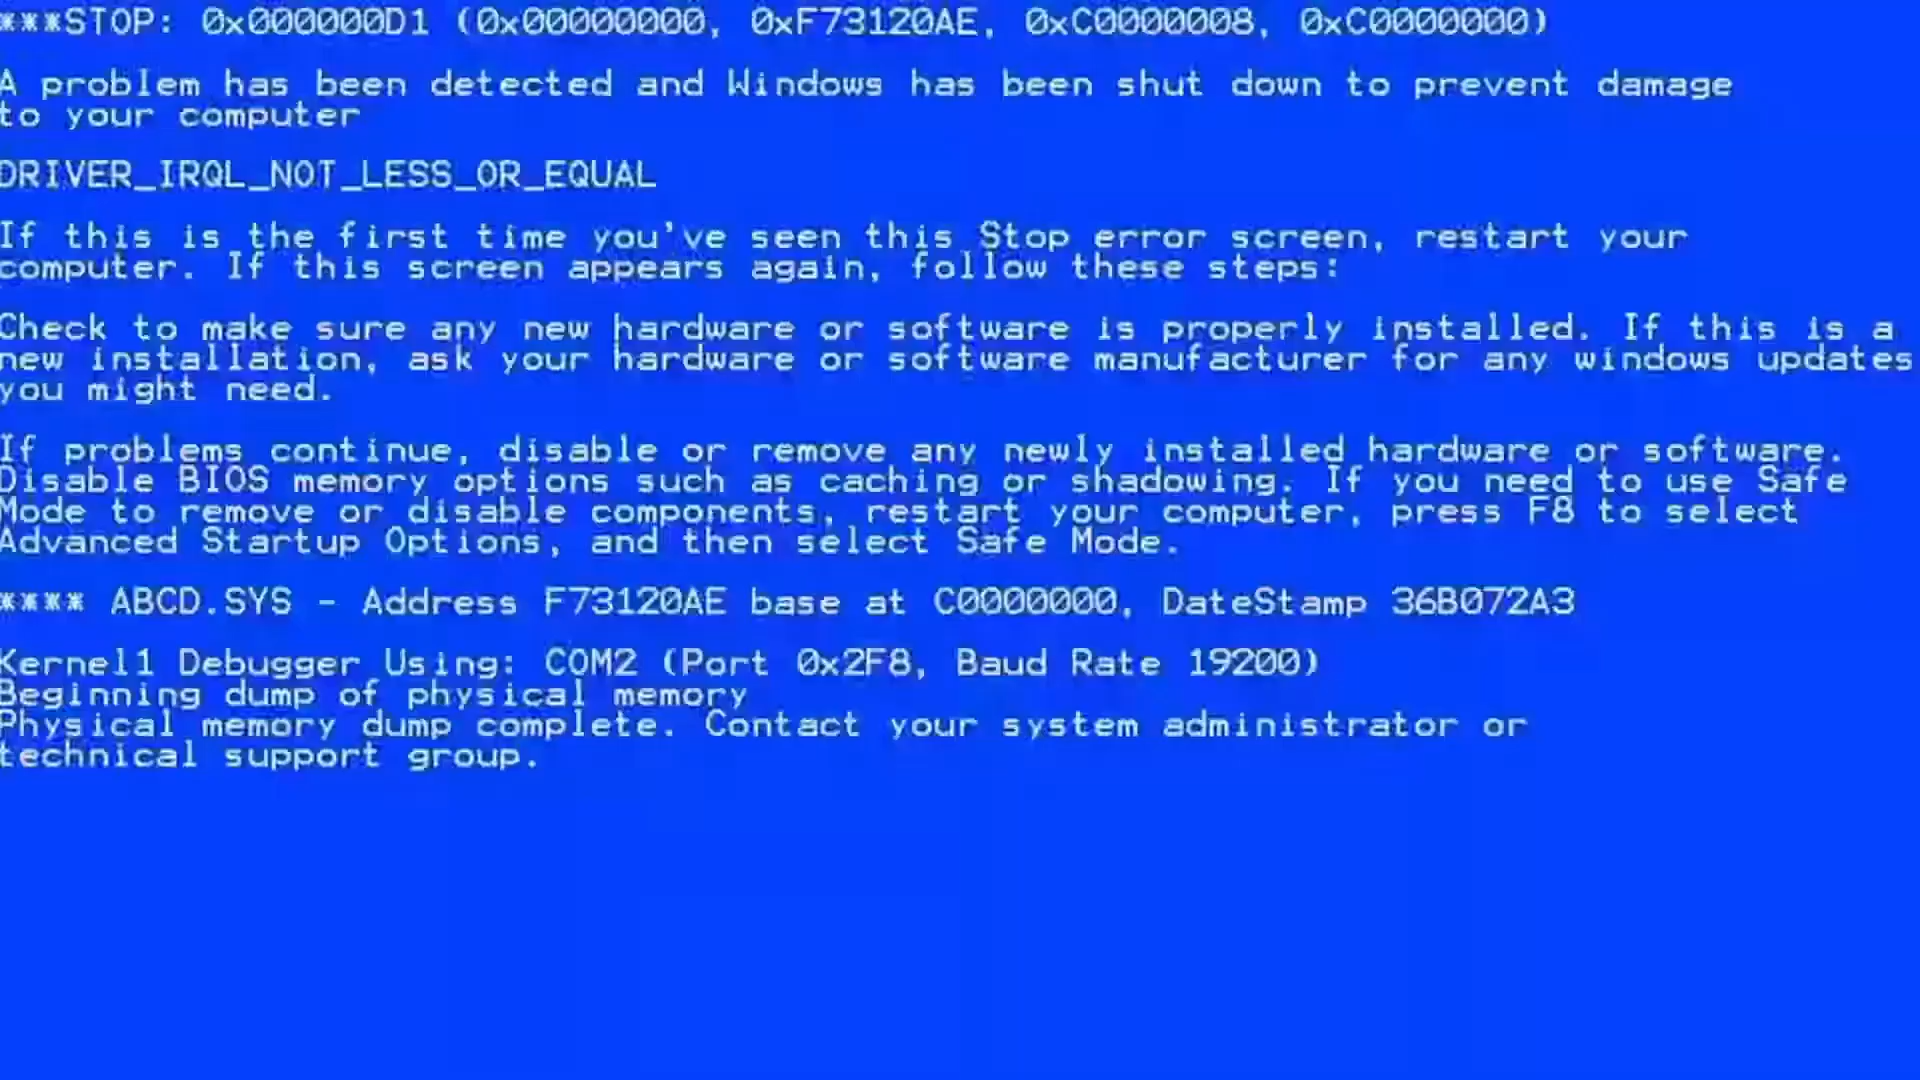 ***STOP: 0x000000D1 (0x00000000, 0xF73120AE, 0xC0000008, 0xC0000000)
A problem has been detected and Windows has been shut down to prevent damage
to your computer
DRIVER_IRQL_NOT_LESS_OR_EQUAL
If this is the first time you've seen this Stop error screen, restart your
computer. If this screen appears again, follow these steps:
Check to make sure any new hardware or software is properly installed. If this is a
new installation, ask your hardware or software manufacturer for any windows updates
you might need.
If problems continue, disable or remove any newly installed hardware or software.
Disable BIOS memory options such as caching or shadowing. If you need to use Safe
Mode to remove or disable components, restart your computer, press F8 to select
Advanced Startup Options, and then select Safe Mode.
**** ABCD.SYS - Address F73120AE base at C0000000, DateStamp 36B072A3
Kernel1 Debugger Using: COM2 (Port 0x2F8, Baud Rate 19200)
Beginning dump of physical memory
Physical memory dump complete. Contact your system administrator or
technical support group.